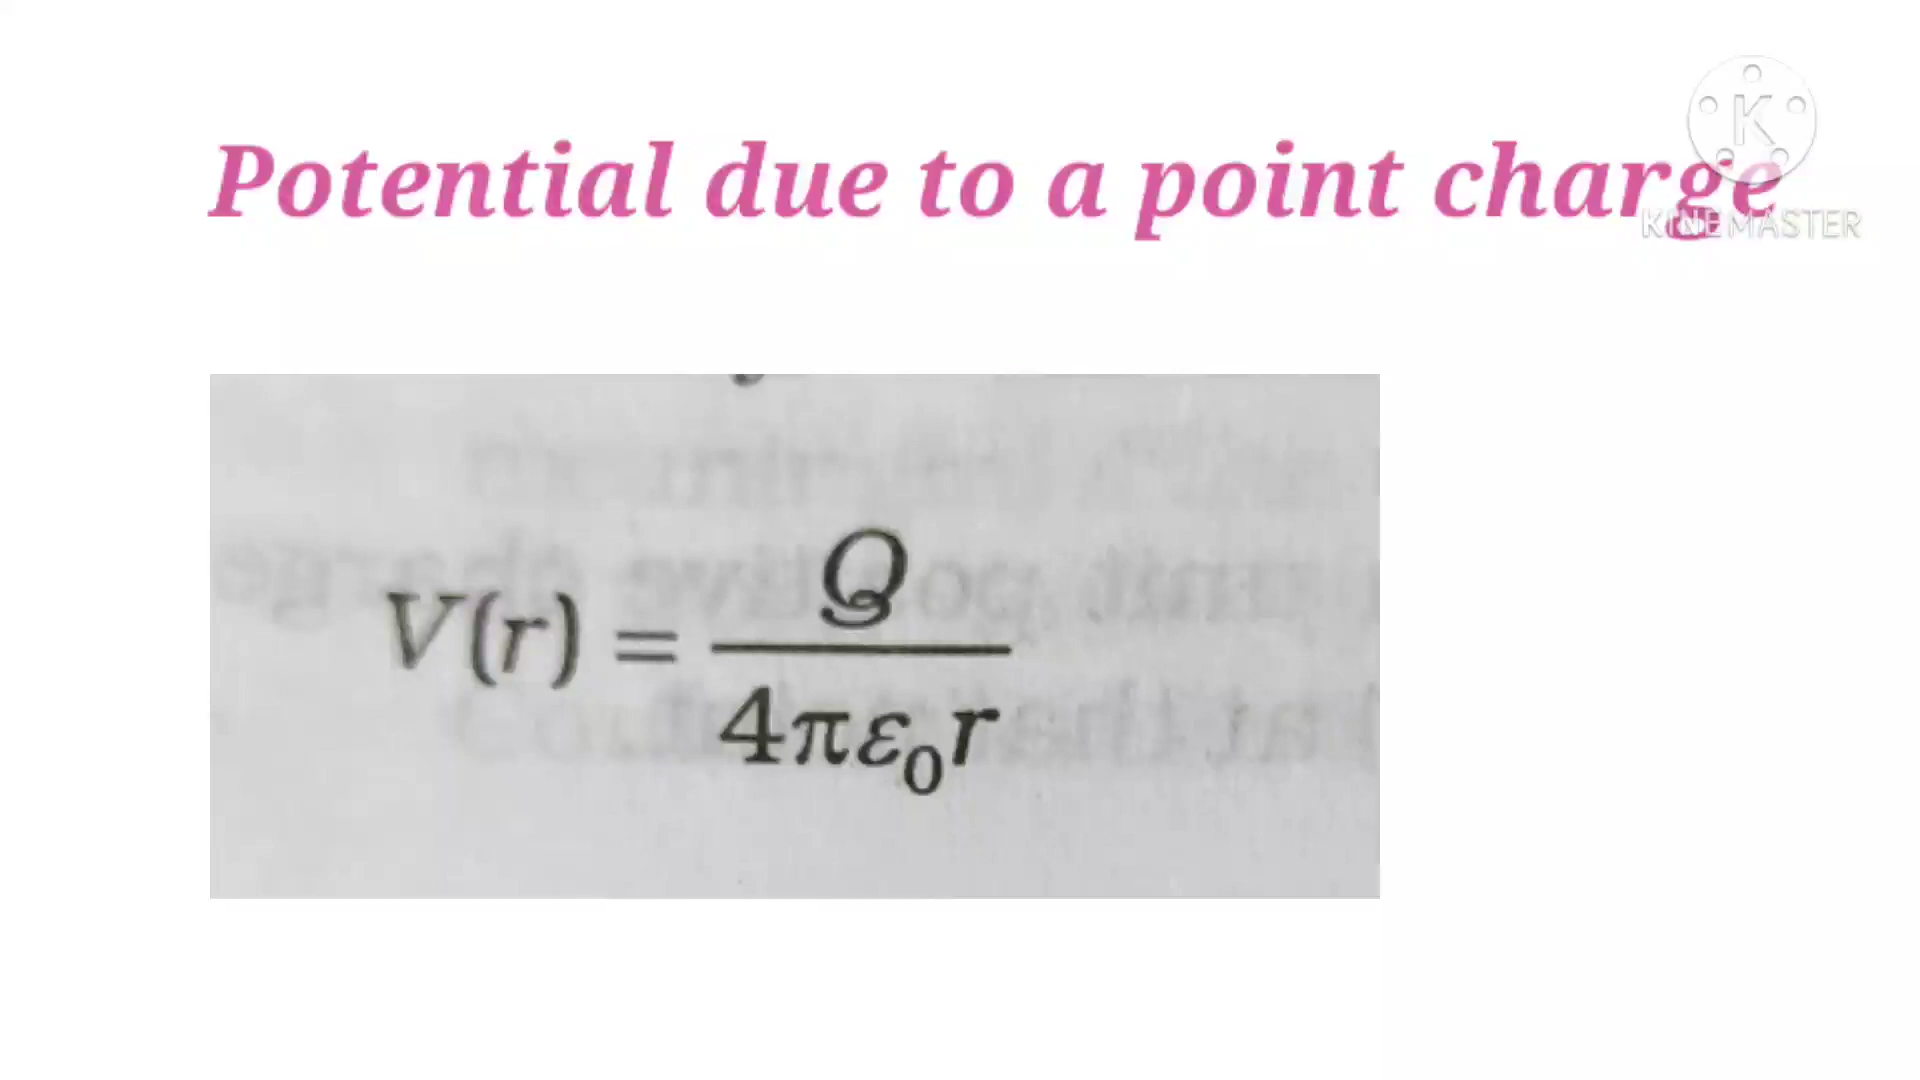 Potential due to a point charge
K
KINEMASTER
V(r) = Q / 4πε₀r